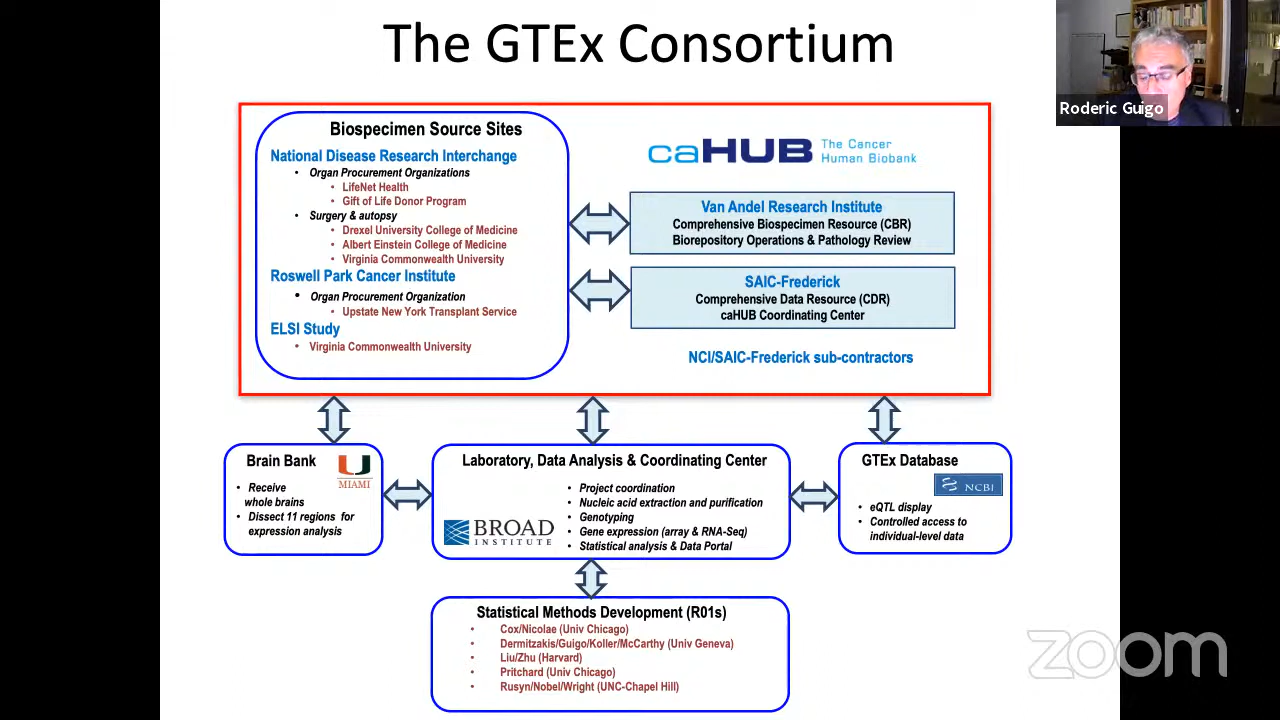 The GTEx Consortium
Roderic Guigo
Biospecimen Source Sites
National Disease Research Interchange
• Organ Procurement Organizations
• LifeNet Health
• Gift of Life Donor Program
• Surgery & autopsy
• Drexel University College of Medicine
• Albert Einstein College of Medicine
• Virginia Commonwealth University
Roswell Park Cancer Institute
• Organ Procurement Organization
• Upstate New York Transplant Service
ELSI Study
• Virginia Commonwealth University
caHUB The Cancer
Human Biobank
Van Andel Research Institute
Comprehensive Biospecimen Resource (CBR)
Biorepository Operations & Pathology Review
SAIC-Frederick
Comprehensive Data Resource (CDR)
caHUB Coordinating Center
NCI/SAIC-Frederick sub-contractors
Brain Bank
MIAMI
• Receive
whole brains
• Dissect 11 regions for
expression analysis
Laboratory, Data Analysis & Coordinating Center
BROAD
INSTITUTE
• Project coordination
• Nucleic acid extraction and purification
• Genotyping
• Gene expression (array & RNA-Seq)
• Statistical analysis & Data Portal
GTEx Database
NCBI
• eQTL display
• Controlled access to
individual-level data
Statistical Methods Development (R01s)
• Cox/Nicolae (Univ Chicago)
• Dermitzakis/Guigo/Koller/McCarthy (Univ Geneva)
• Liu/Zhu (Harvard)
• Pritchard (Univ Chicago)
• Rusyn/Nobel/Wright (UNC-Chapel Hill)
zoom